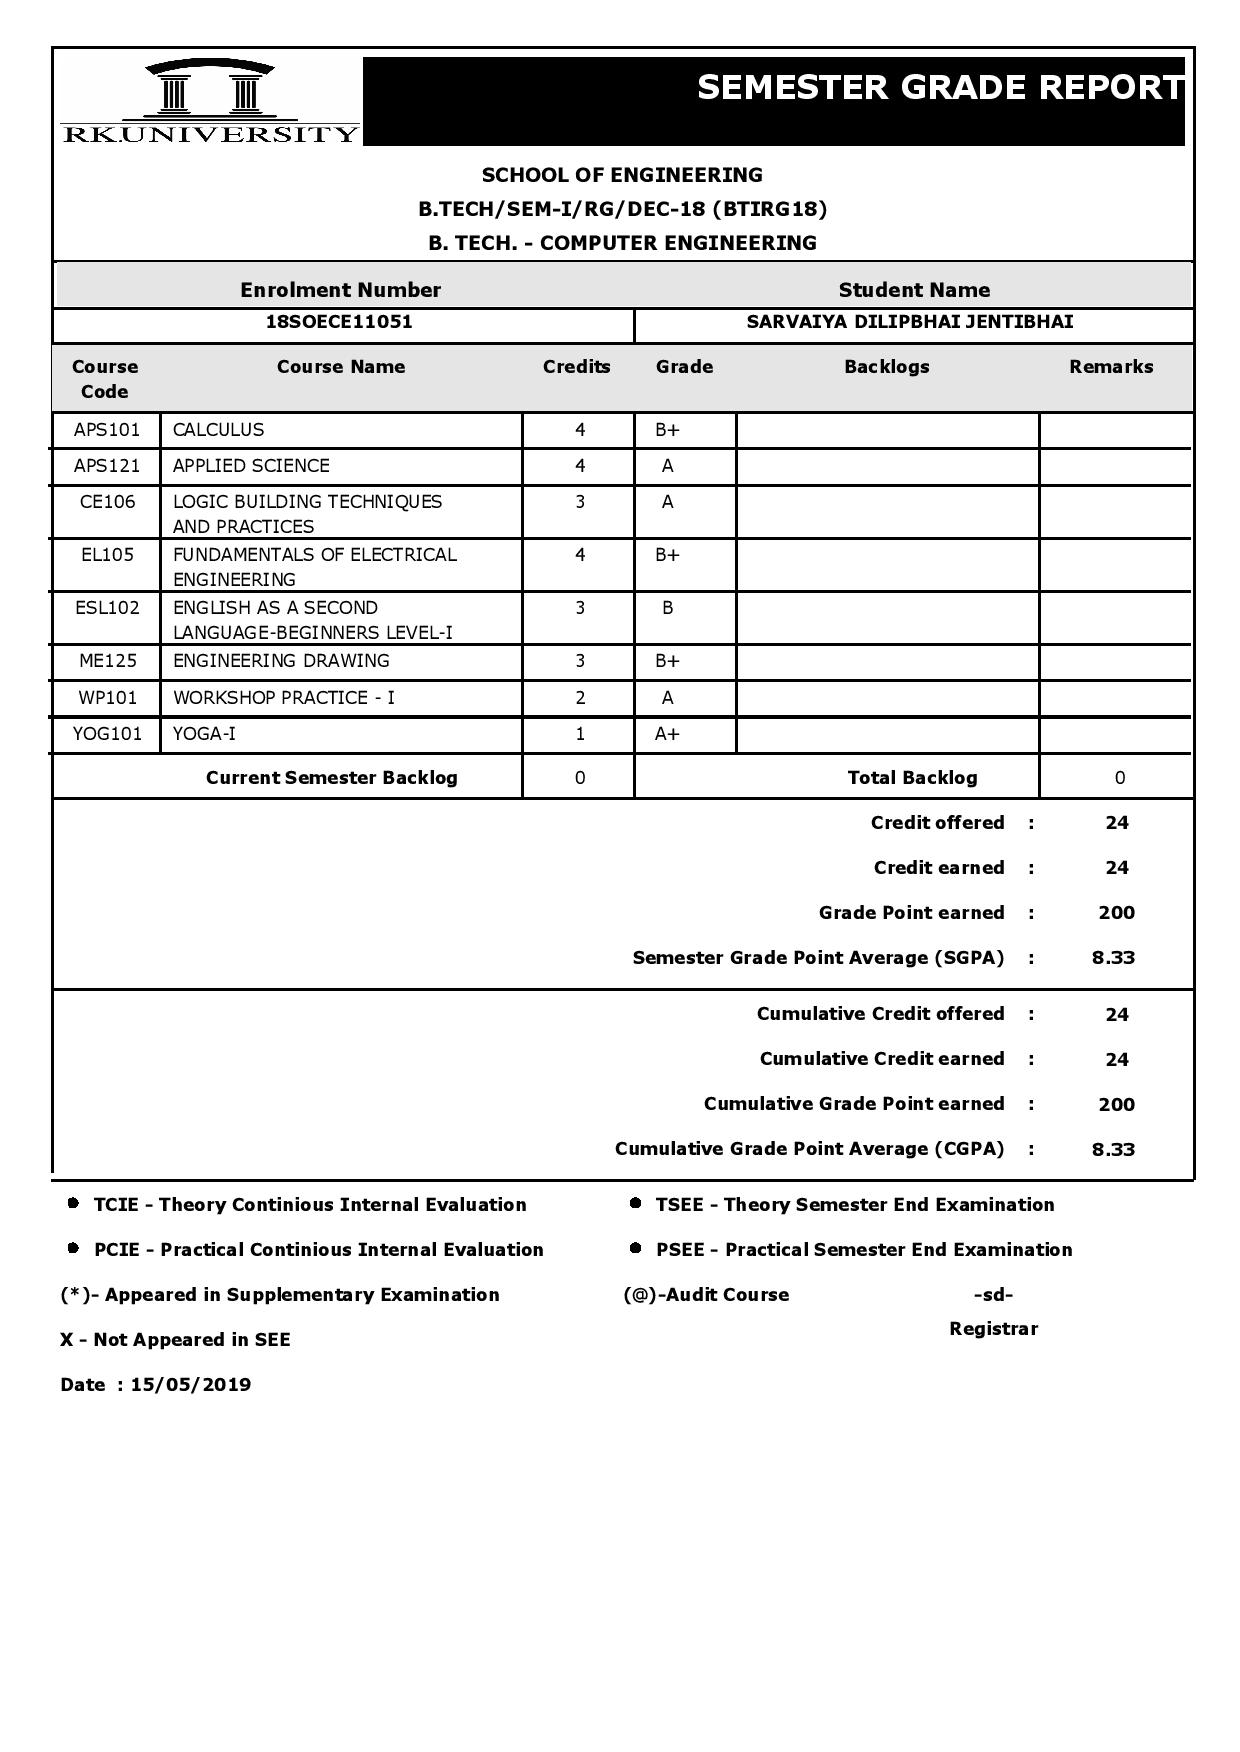 RK.UNIVERSITY
SEMESTER GRADE REPORT
SCHOOL OF ENGINEERING
B.TECH/SEM-I/RG/DEC-18 (BTIRG18)
B. TECH. - COMPUTER ENGINEERING
Enrolment Number Student Name
18SOECE11051 SARVAIYA DILIPBHAI JENTIBHAI
Course Course Name Credits Grade Backlogs Remarks
Code
APS101 CALCULUS 4 B+
APS121 APPLIED SCIENCE 4 A
CE106 LOGIC BUILDING TECHNIQUES 3 A
AND PRACTICES
EL105 FUNDAMENTALS OF ELECTRICAL 4 B+
ENGINEERING
ESL102 ENGLISH AS A SECOND 3 B
LANGUAGE-BEGINNERS LEVEL-I
ME125 ENGINEERING DRAWING 3 B+
WP101 WORKSHOP PRACTICE - I 2 A
YOG101 YOGA-I 1 A+
Current Semester Backlog 0 Total Backlog 0
Credit offered : 24
Credit earned : 24
Grade Point earned : 200
Semester Grade Point Average (SGPA) : 8.33
Cumulative Credit offered : 24
Cumulative Credit earned : 24
Cumulative Grade Point earned : 200
Cumulative Grade Point Average (CGPA) : 8.33
● TCIE - Theory Continious Internal Evaluation ● TSEE - Theory Semester End Examination
● PCIE - Practical Continious Internal Evaluation ● PSEE - Practical Semester End Examination
(*)- Appeared in Supplementary Examination (@)-Audit Course -sd-
Registrar
X - Not Appeared in SEE
Date : 15/05/2019